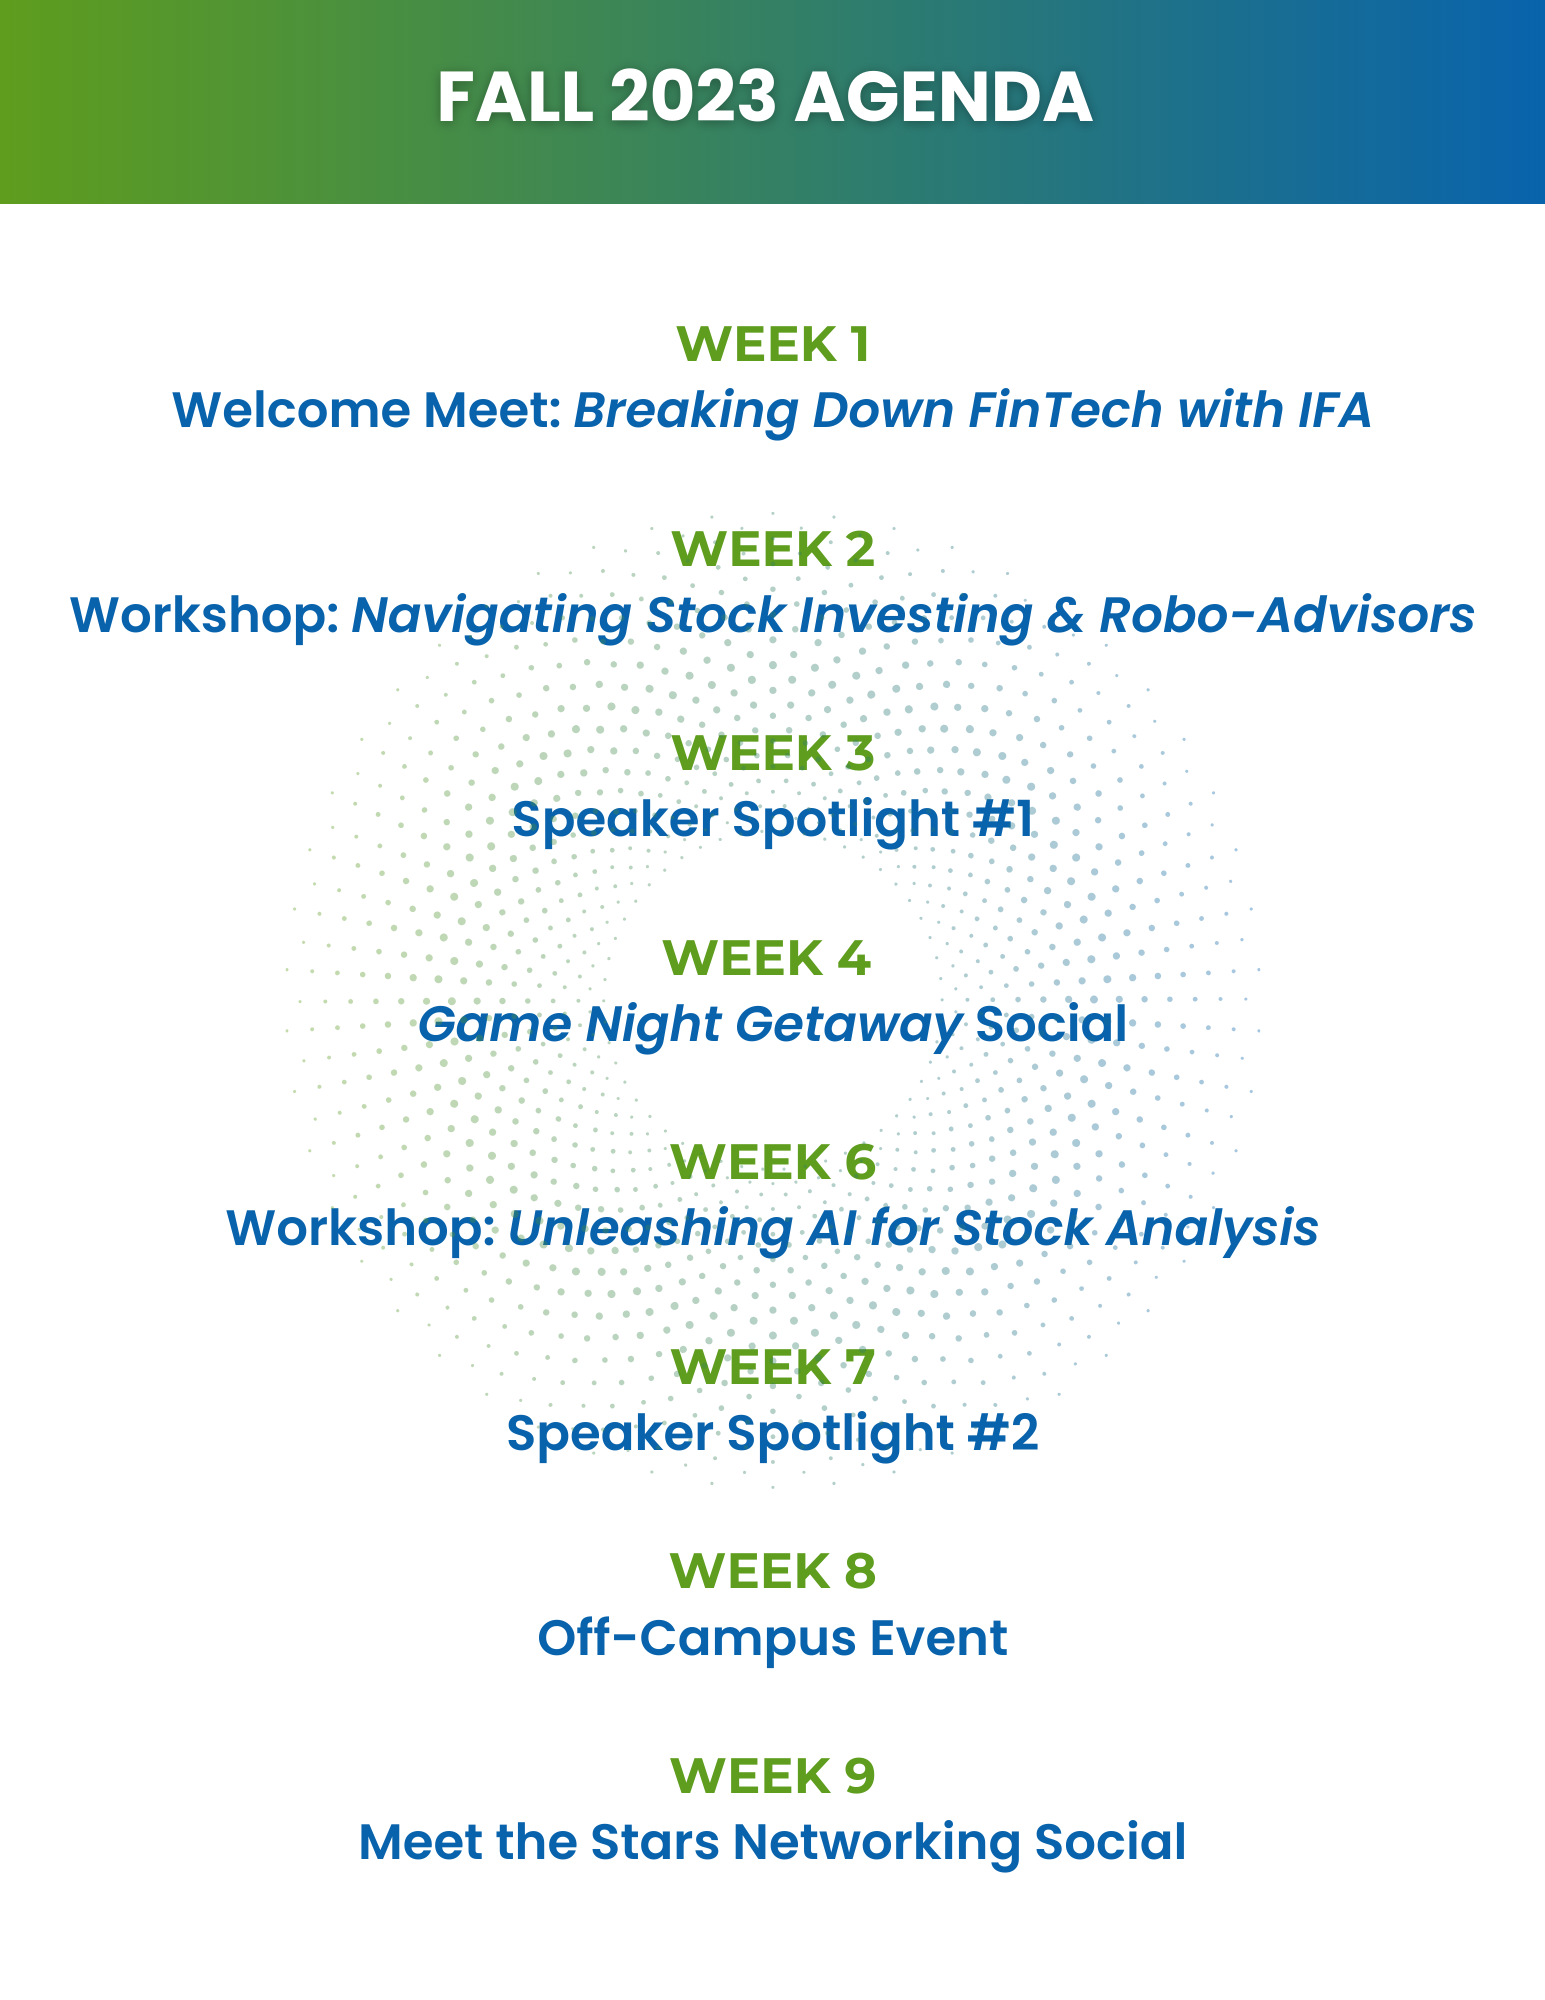 FALL 2023 AGENDA
WEEK 1
Welcome Meet: Breaking Down FinTech with IFA
WEEK 2
Workshop: Navigating Stock Investing & Robo-Advisors
WEEK 3
Speaker Spotlight #1
WEEK 4
Game Night Getaway Social
WEEK 6
Workshop: Unleashing AI for Stock Analysis
WEEK 7
Speaker Spotlight #2
WEEK 8
Off-Campus Event
WEEK 9
Meet the Stars Networking Social